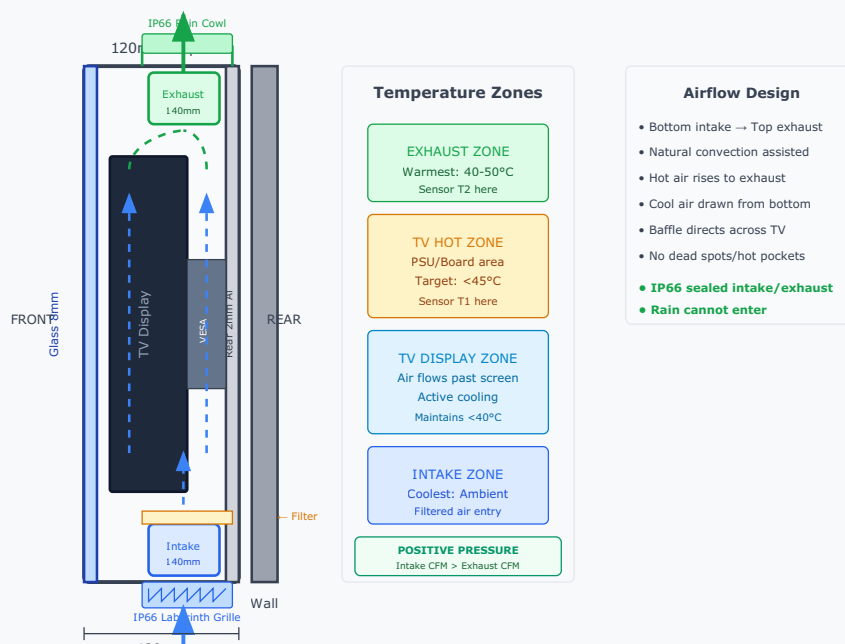 IP66 Rain Cowl
Exhaust
140mm
FRONT
Glass 8mm
TV Display
VESA
Rear 2mm Al
REAR
← Filter
Intake
140mm
Wall
IP66 Labyrinth Grille
Temperature Zones
EXHAUST ZONE
Warmest: 40-50°C
Sensor T2 here
TV HOT ZONE
PSU/Board area
Target: <45°C
Sensor T1 here
TV DISPLAY ZONE
Air flows past screen
Active cooling
Maintains <40°C
INTAKE ZONE
Coolest: Ambient
Filtered air entry
POSITIVE PRESSURE
Intake CFM > Exhaust CFM
Airflow Design
• Bottom intake → Top exhaust
• Natural convection assisted
• Hot air rises to exhaust
• Cool air drawn from bottom
• Baffle directs across TV
• No dead spots/hot pockets
• IP66 sealed intake/exhaust
• Rain cannot enter